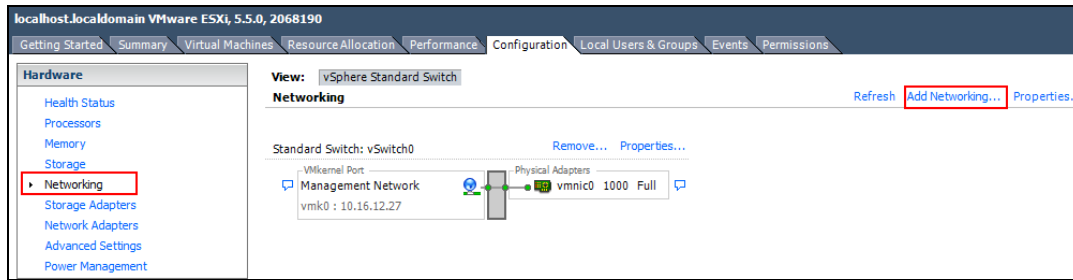 localhost.localdomain VMware ESXi, 5.5.0, 2068190
Getting Started Summary Virtual Machines Resource Allocation Performance Configuration Local Users & Groups Events Permissions
Hardware
Health Status
Processors
Memory
Storage
Networking
Storage Adapters
Network Adapters
Advanced Settings
Power Management
View: vSphere Standard Switch
Networking
Refresh Add Networking... Properties.
Standard Switch: vSwitch0 Remove... Properties...
VMkernel Port
Management Network
vmk0 : 10.16.12.27
Physical Adapters
vmnic0 1000 Full